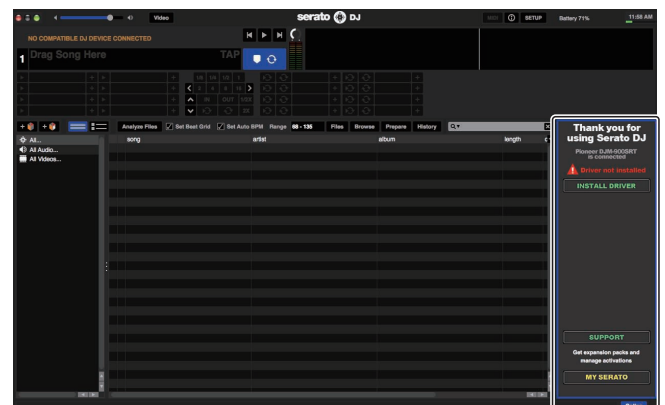 Video
serato DJ
SETUP
Battery 71%
11:58 AM
NO COMPATIBLE DJ DEVICE CONNECTED
1 Drag Song Here
TAP
IN OUT
Analyze Files
Set Beat Grid
Set Auto BPM
Range
68 - 135
Files
Browse
Prepare
History
All...
All Audio...
All Videos...
song
artist
album
length
Thank you for
using Serato DJ
Pioneer DJM-900SRT
is connected
Driver not installed
INSTALL DRIVER
SUPPORT
Get expansion packs and
manage activations
MY SERATO